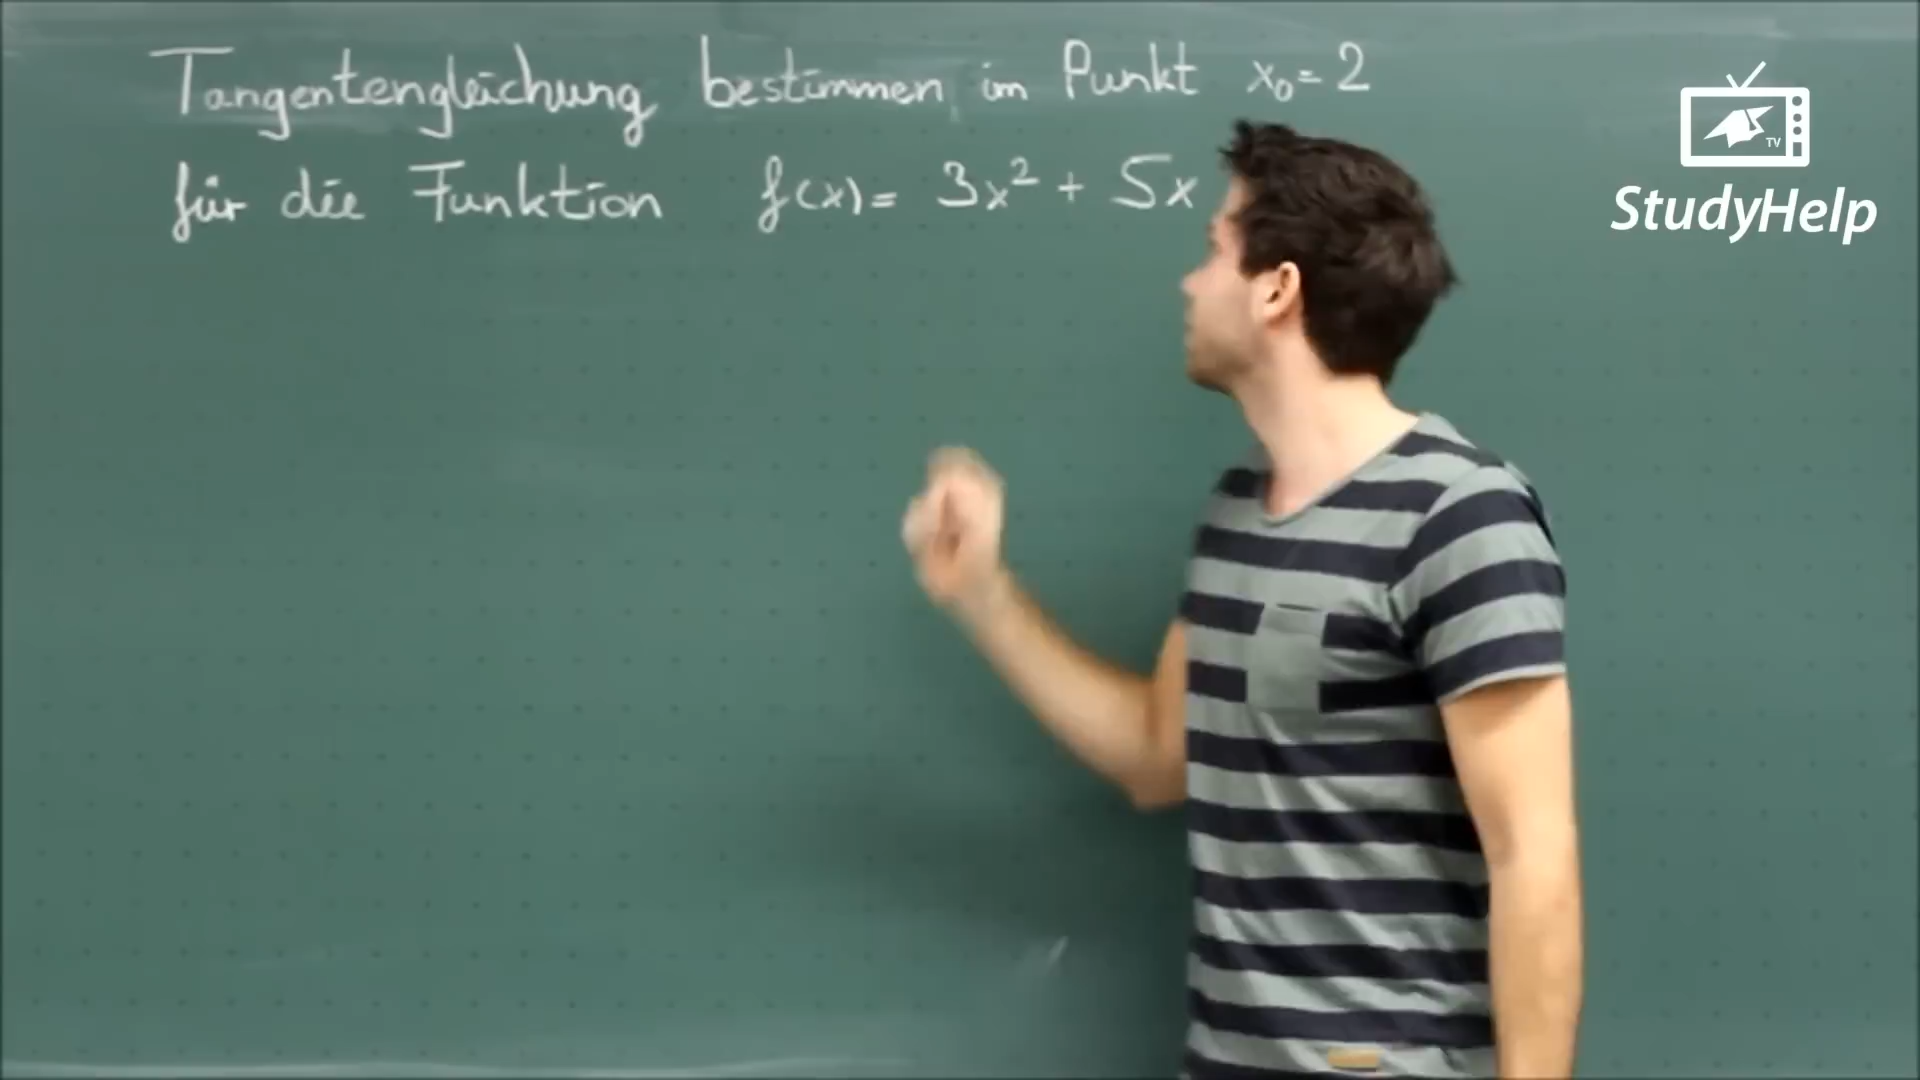 Tangentengleichung bestimmen im Punkt x₀ = 2
für die Funktion f(x) = 3x² + 5x
TV
StudyHelp